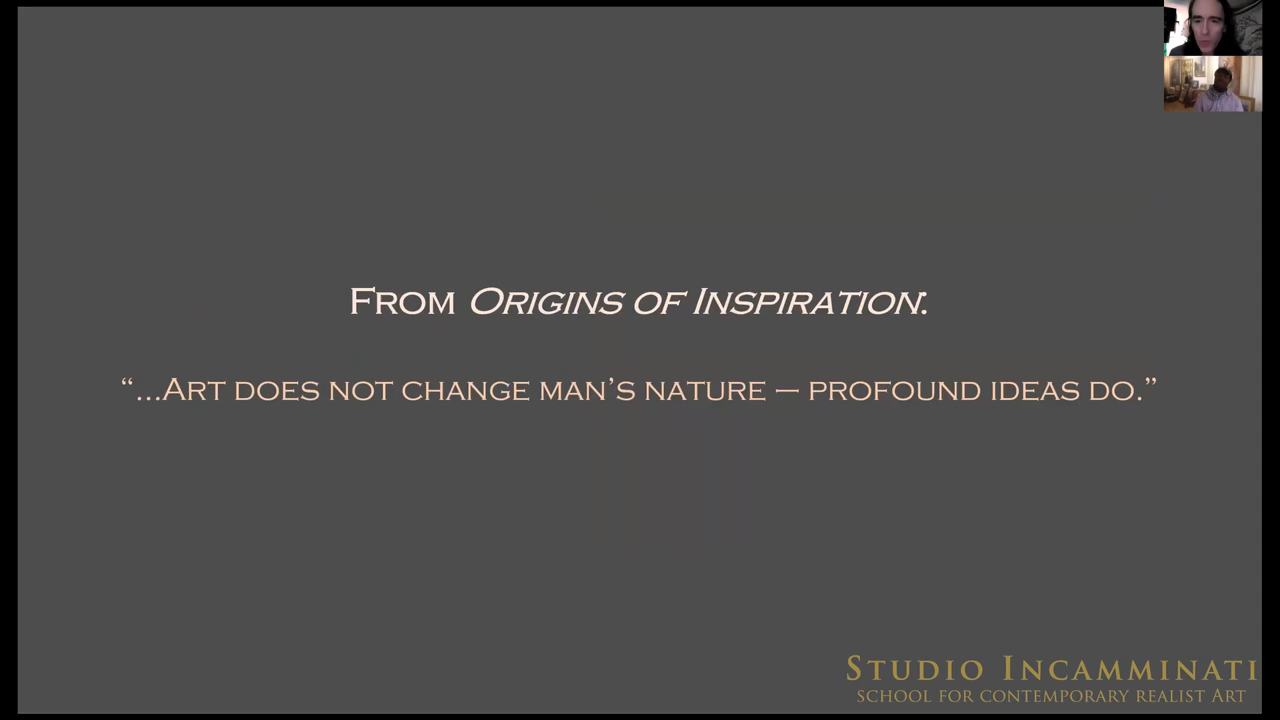 From Origins of Inspiration:
“...Art does not change man’s nature — profound ideas do.”
Studio Incamminati
School for Contemporary Realist Art